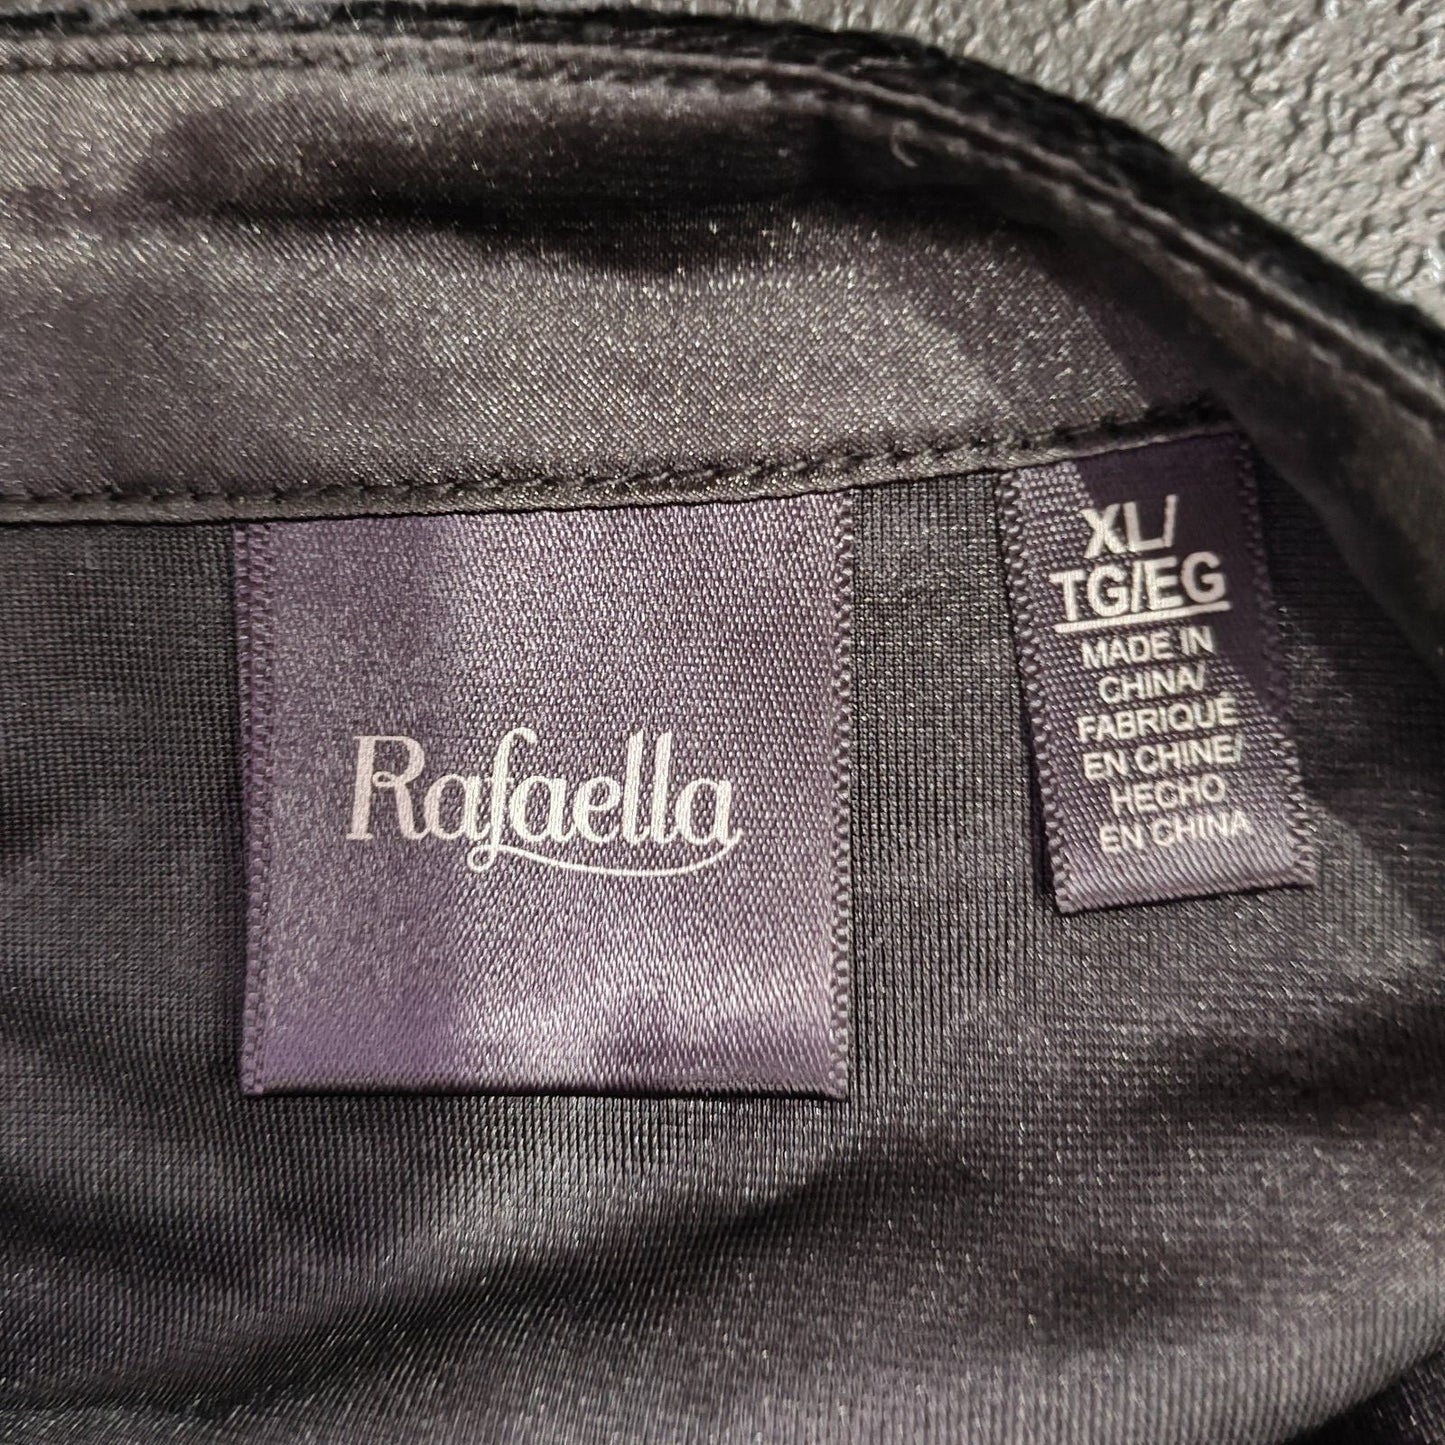 Rafaella
XL/
TG/EG
MADE IN
CHINA/
FABRIQUÉ
EN CHINE/
HECHO
EN CHINA